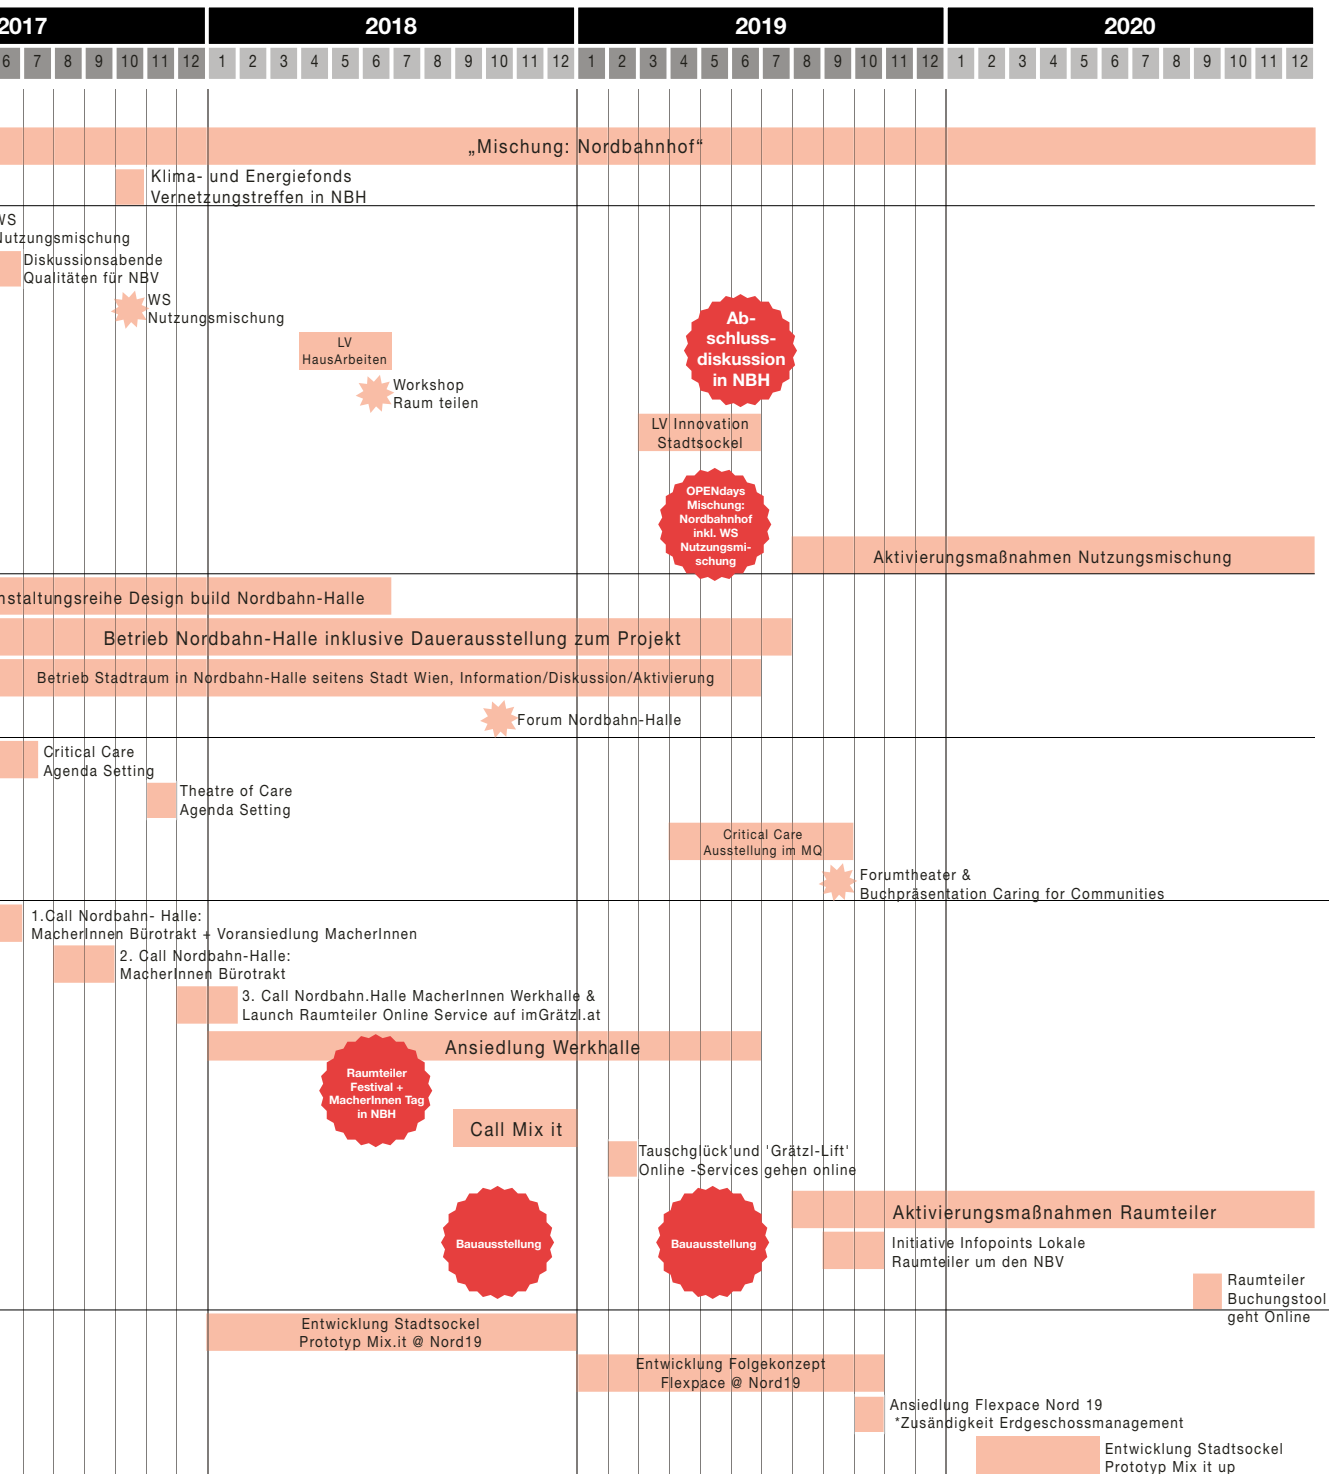 2017 2018 2019 2020
6 7 8 9 10 11 12 1 2 3 4 5 6 7 8 9 10 11 12 1 2 3 4 5 6 7 8 9 10 11 12 1 2 3 4 5 6 7 8 9 10 11 12
„Mischung: Nordbahnhof“
Klima- und Energiefonds
Vernetzungstreffen in NBH
WS
Nutzungsmischung
Diskussionsabende
Qualitäten für NBV
WS
Nutzungsmischung
LV
HausArbeiten
Workshop
Raum teilen
Ab-
schluss-
diskussion
in NBH
LV Innovation
Stadtsockel
OPENdays
Mischung:
Nordbahnhof
inkl. WS
Nutzungsmi-
schung
Aktivierungsmaßnahmen Nutzungsmischung
nstaltungsreihe Design build Nordbahn-Halle
Betrieb Nordbahn-Halle inklusive Dauerausstellung zum Projekt
Betrieb Stadtraum in Nordbahn-Halle seitens Stadt Wien, Information/Diskussion/Aktivierung
Forum Nordbahn-Halle
Critical Care
Agenda Setting
Theatre of Care
Agenda Setting
Critical Care
Ausstellung im MQ
Forumtheater &
Buchpräsentation Caring for Communities
1.Call Nordbahn- Halle:
MacherInnen Bürotrakt + Voransiedlung MacherInnen
2. Call Nordbahn-Halle:
MacherInnen Bürotrakt
3. Call Nordbahn.Halle MacherInnen Werkhalle &
Launch Raumteiler Online Service auf imGrätzl.at
Ansiedlung Werkhalle
Raumteiler
Festival +
MacherInnen Tag
in NBH
Call Mix it
Tauschglück'und 'Grätzl-Lift'
Online -Services gehen online
Aktivierungsmaßnahmen Raumteiler
Bauausstellung
Bauausstellung
Initiative Infopoints Lokale
Raumteiler um den NBV
Raumteiler
Buchungstool
geht Online
Entwicklung Stadtsockel
Prototyp Mix.it @ Nord19
Entwicklung Folgekonzept
Flexpace @ Nord19
Ansiedlung Flexpace Nord 19
*Zusändigkeit Erdgeschossmanagement
Entwicklung Stadtsockel
Prototyp Mix it up